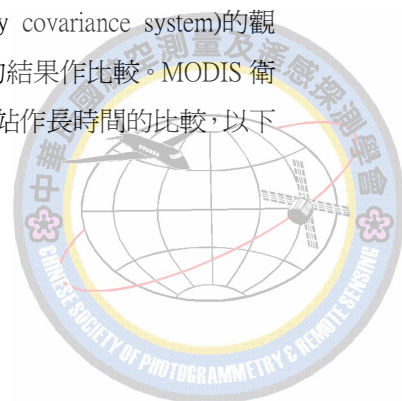 y covariance system)的觀
結果作比較。MODIS 衛
站作長時間的比較，以下
中華民國航空測量及遙感探測學會
CHINESE SOCIETY OF PHOTOGRAMMETRY & REMOTE SENSING